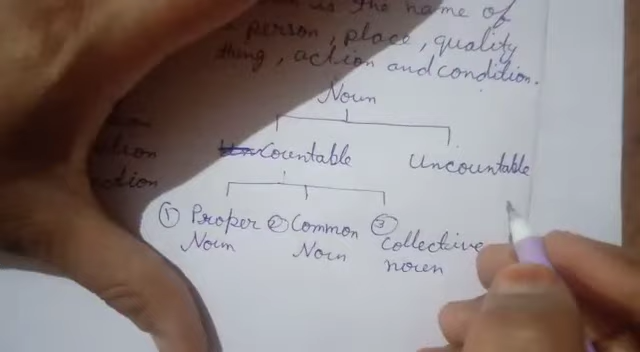 is the name of
person, place, quality
thing, action and condition.
Noun
Countable Uncountable
① Proper ② Common ③ Collective
Noun Noun noun